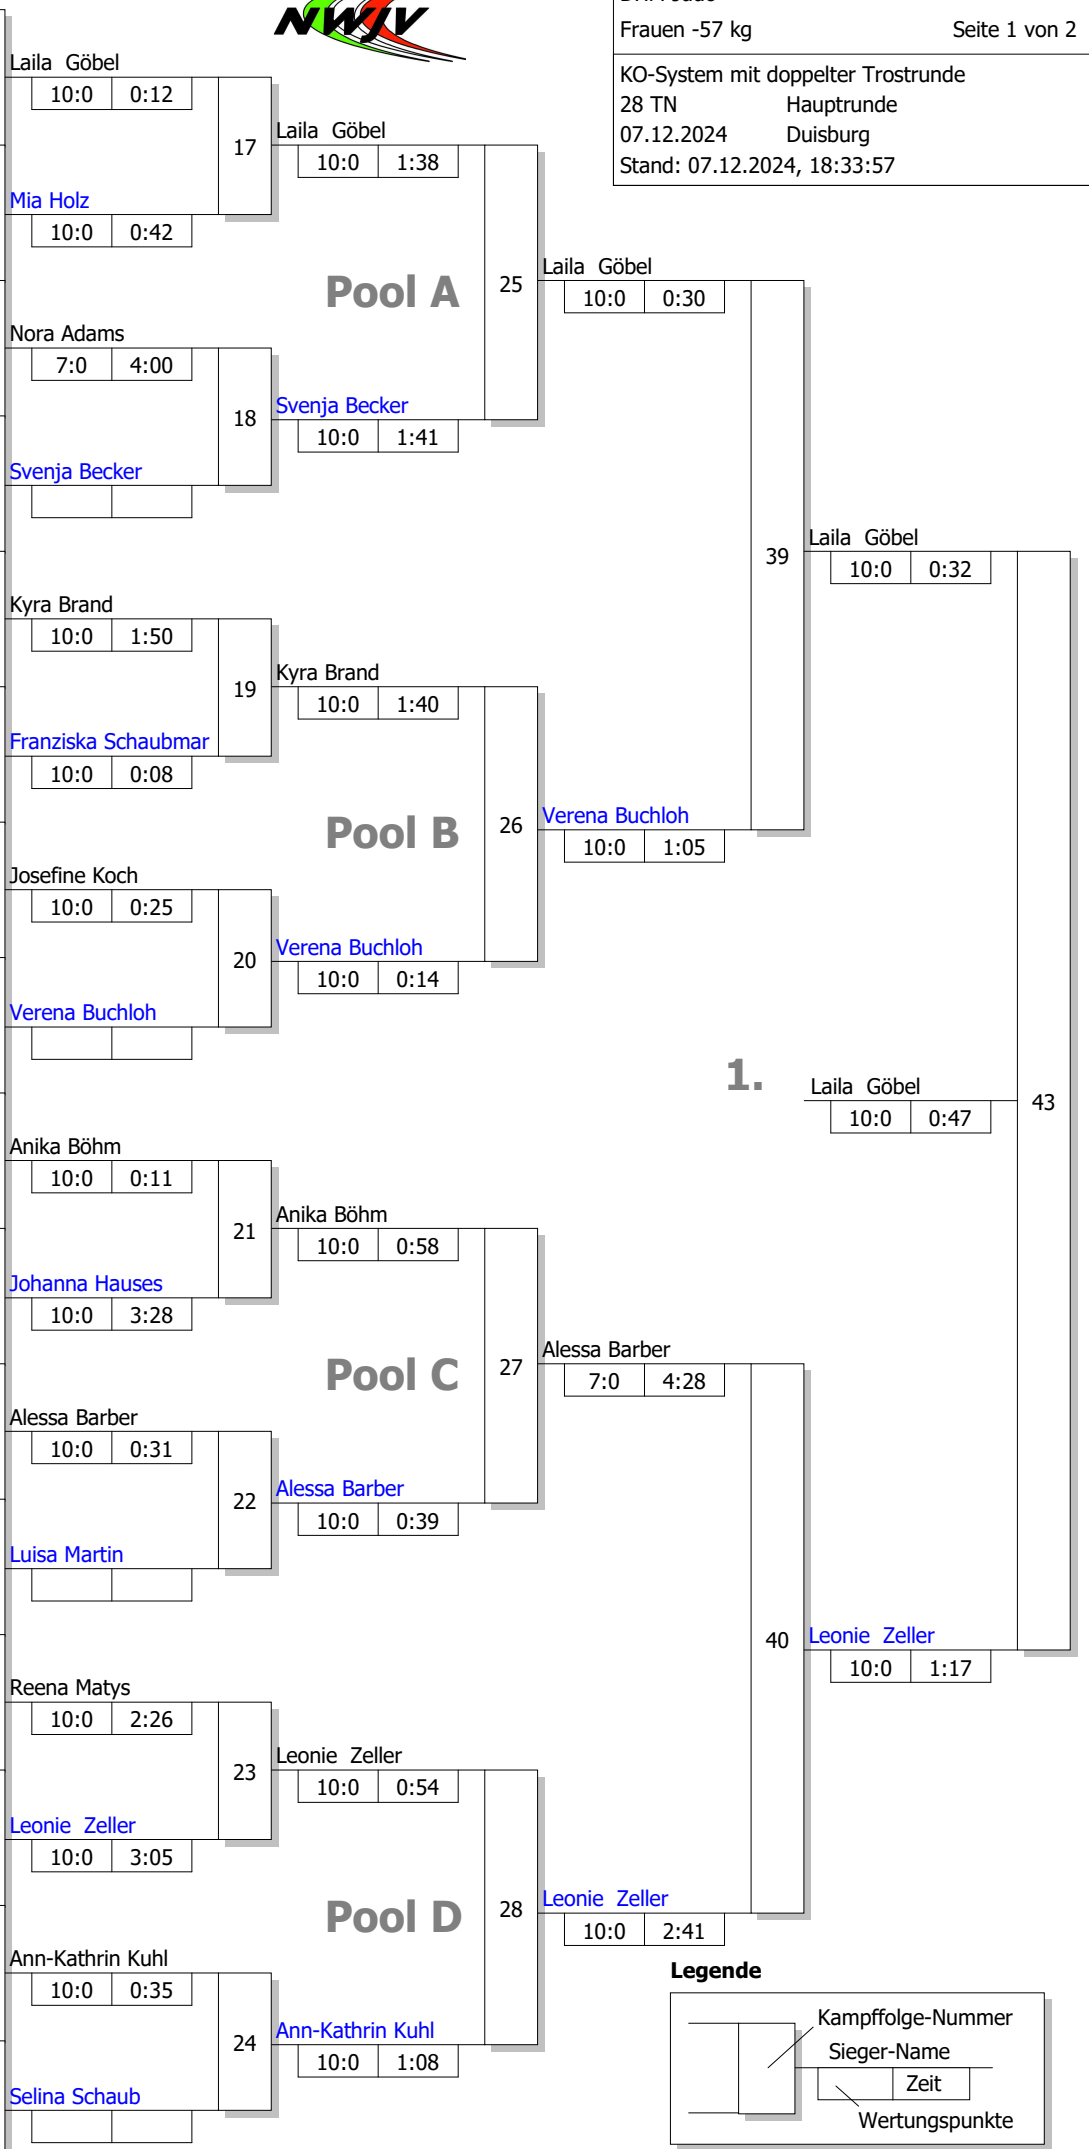 NWJV
Frauen -57 kg Seite 1 von 2
KO-System mit doppelter Trostrunde
28 TN Hauptrunde
07.12.2024 Duisburg
Stand: 07.12.2024, 18:33:57
Laila Göbel
10:0 0:12
17
Laila Göbel
10:0 1:38
Mia Holz
10:0 0:42
Pool A
25
Laila Göbel
10:0 0:30
Nora Adams
7:0 4:00
18
Svenja Becker
10:0 1:41
Svenja Becker
39
Laila Göbel
10:0 0:32
Kyra Brand
10:0 1:50
19
Kyra Brand
10:0 1:40
Franziska Schaubmar
10:0 0:08
Pool B
26
Verena Buchloh
10:0 1:05
Josefine Koch
10:0 0:25
20
Verena Buchloh
10:0 0:14
Verena Buchloh
1.
Laila Göbel
10:0 0:47
43
Anika Böhm
10:0 0:11
21
Anika Böhm
10:0 0:58
Johanna Hauses
10:0 3:28
Pool C
27
Alessa Barber
7:0 4:28
Alessa Barber
10:0 0:31
22
Alessa Barber
10:0 0:39
Luisa Martin
40
Leonie Zeller
10:0 1:17
Reena Matys
10:0 2:26
23
Leonie Zeller
10:0 0:54
Leonie Zeller
10:0 3:05
Pool D
28
Leonie Zeller
10:0 2:41
Ann-Kathrin Kuhl
10:0 0:35
24
Ann-Kathrin Kuhl
10:0 1:08
Selina Schaub
Legende
Kampffolge-Nummer
Sieger-Name
Zeit
Wertungspunkte